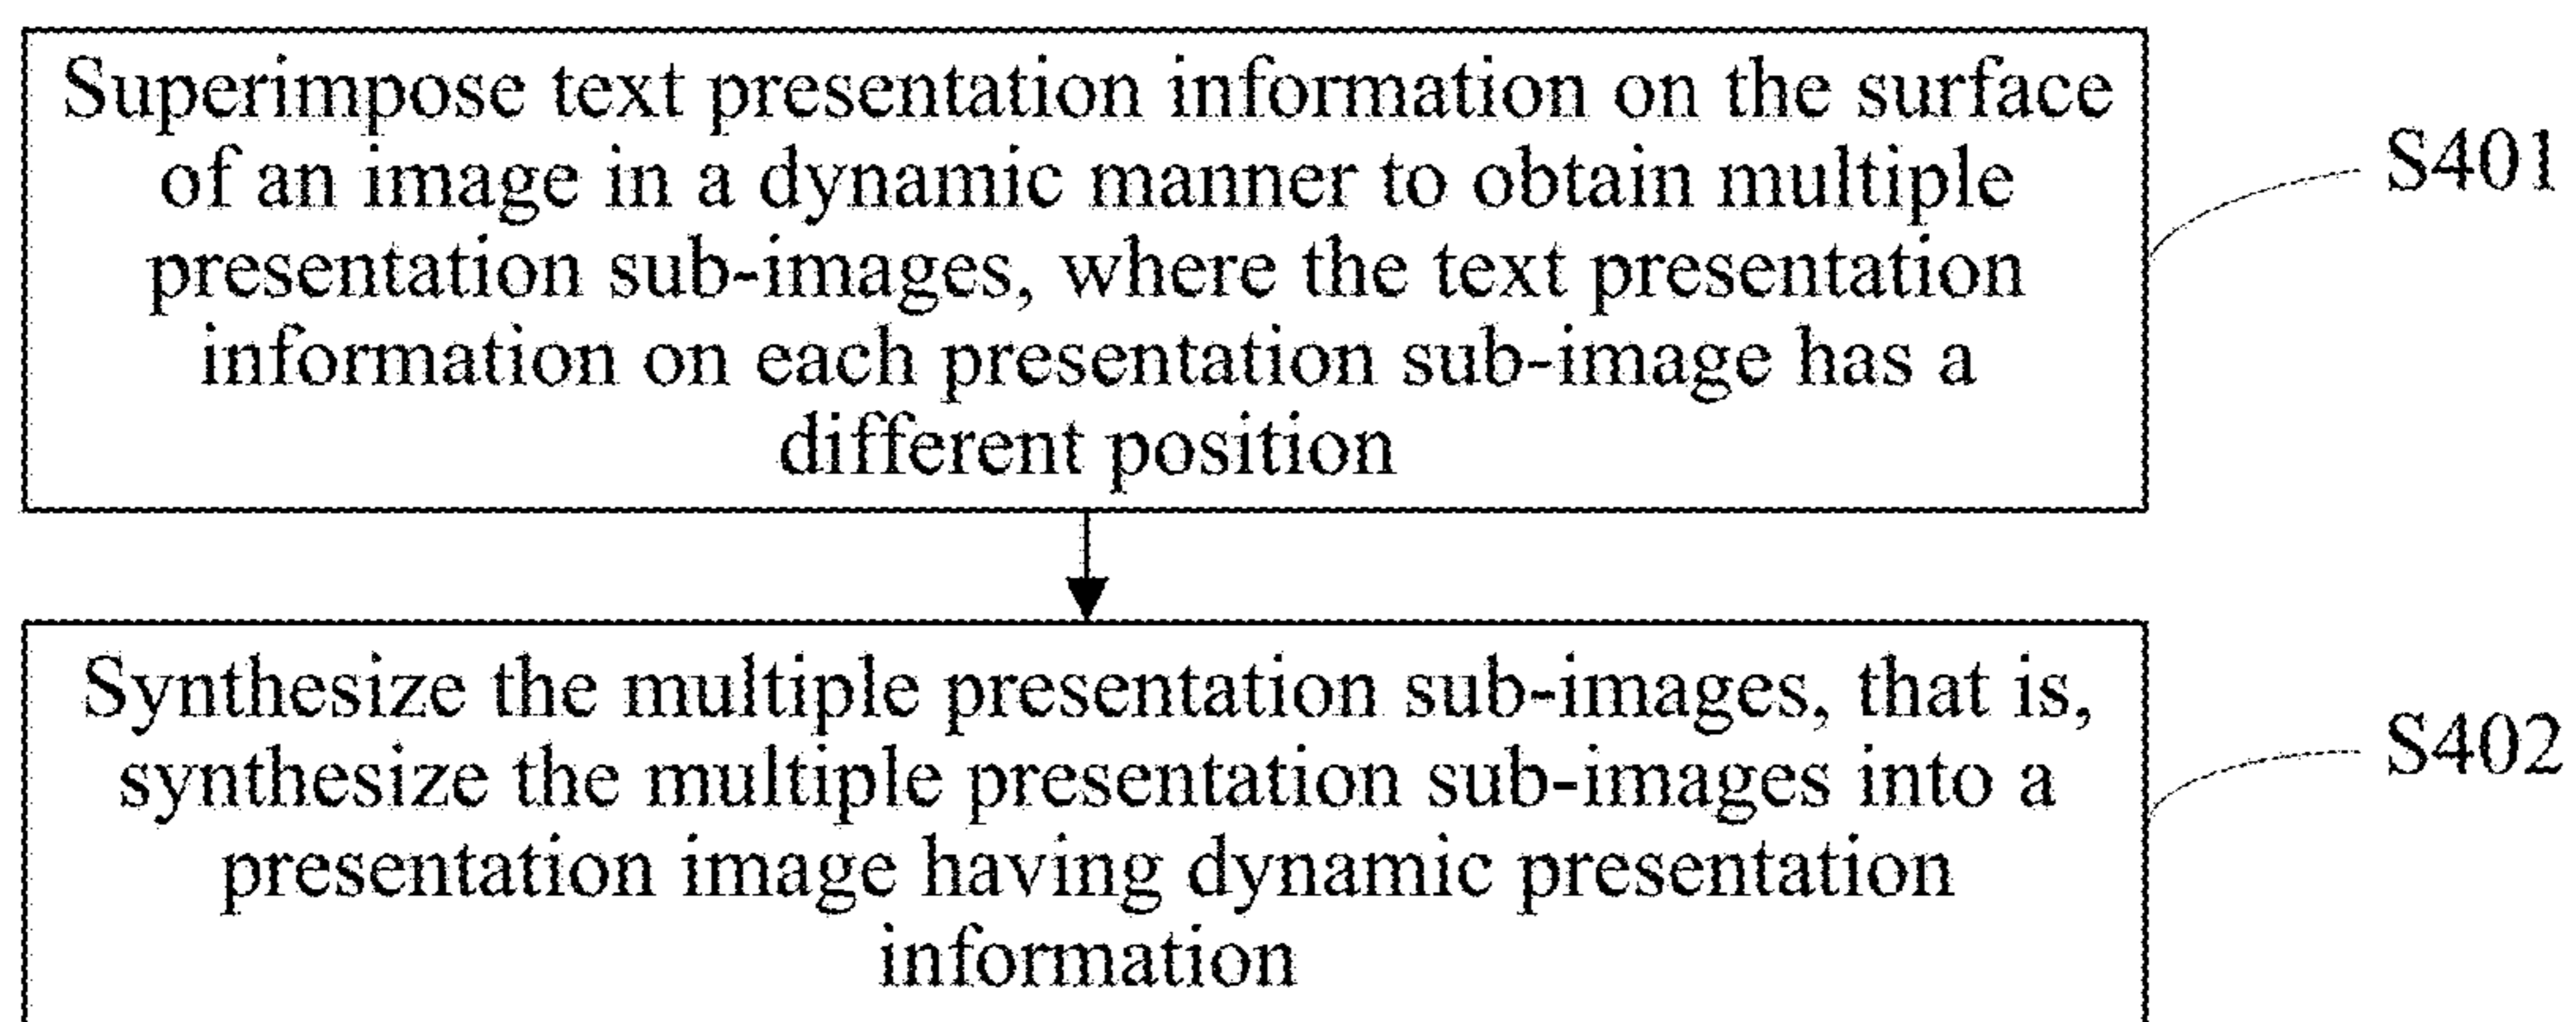 Superimpose text presentation information on the surface
of an image in a dynamic manner to obtain multiple
presentation sub-images, where the text presentation
information on each presentation sub-image has a
different position
S401
Synthesize the multiple presentation sub-images, that is,
synthesize the multiple presentation sub-images into a
presentation image having dynamic presentation
information
S402